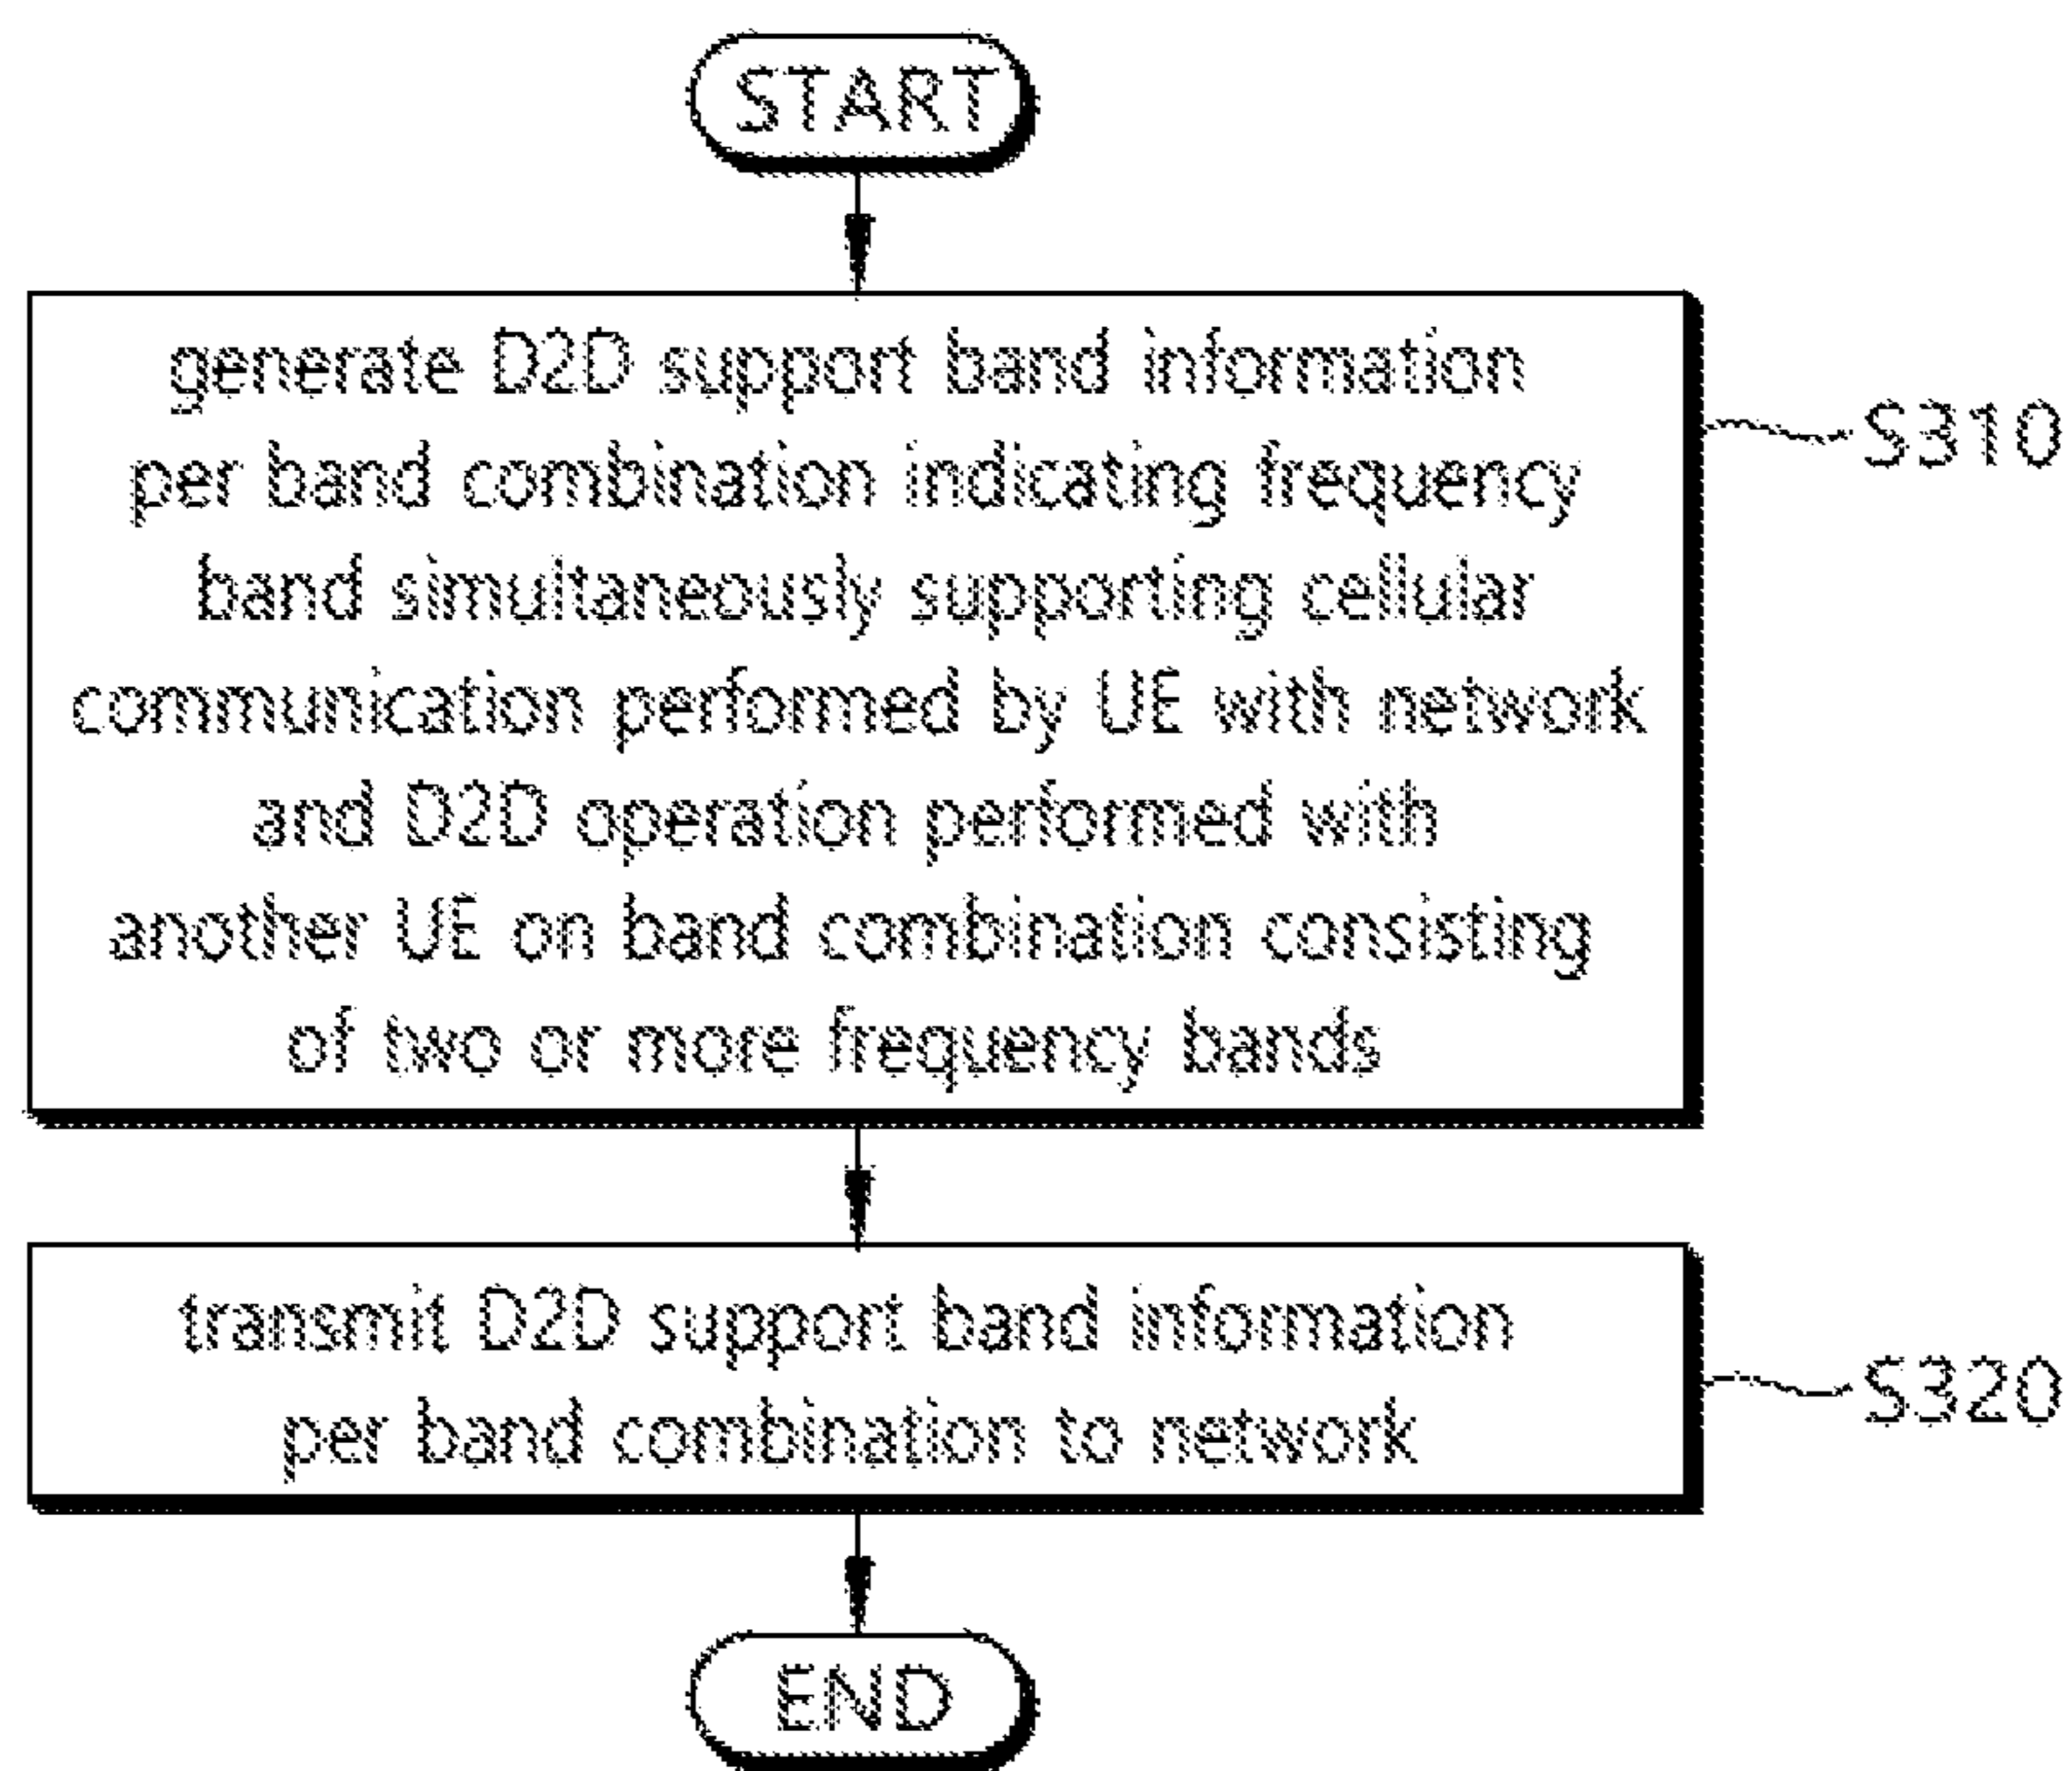 START
generate D2D support band information
per band combination indicating frequency
S310
band simultaneously supporting cellular
communication performed by UE with network
and D2D operation performed with
another UE on band combination consisting
of two or more frequency bands
transmit D2D support band information
S320
per band combination to network
END